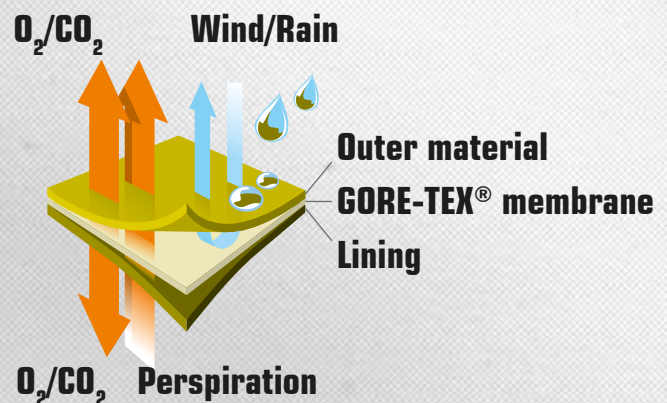 O₂/CO₂ Wind/Rain
Outer material
GORE-TEX® membrane
Lining
O₂/CO₂ Perspiration